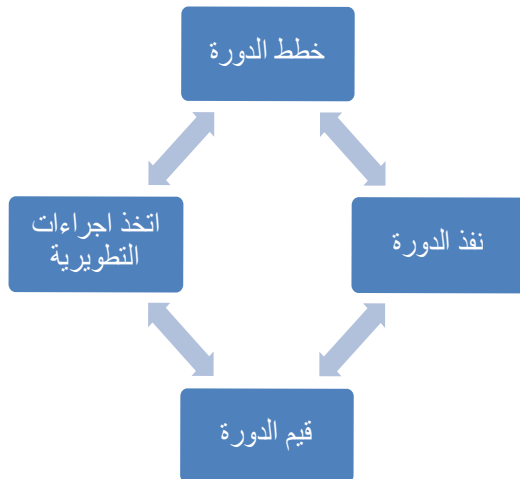 خطط الدورة
نفذ الدورة
قيم الدورة
اتخذ اجراءات
التطويرية